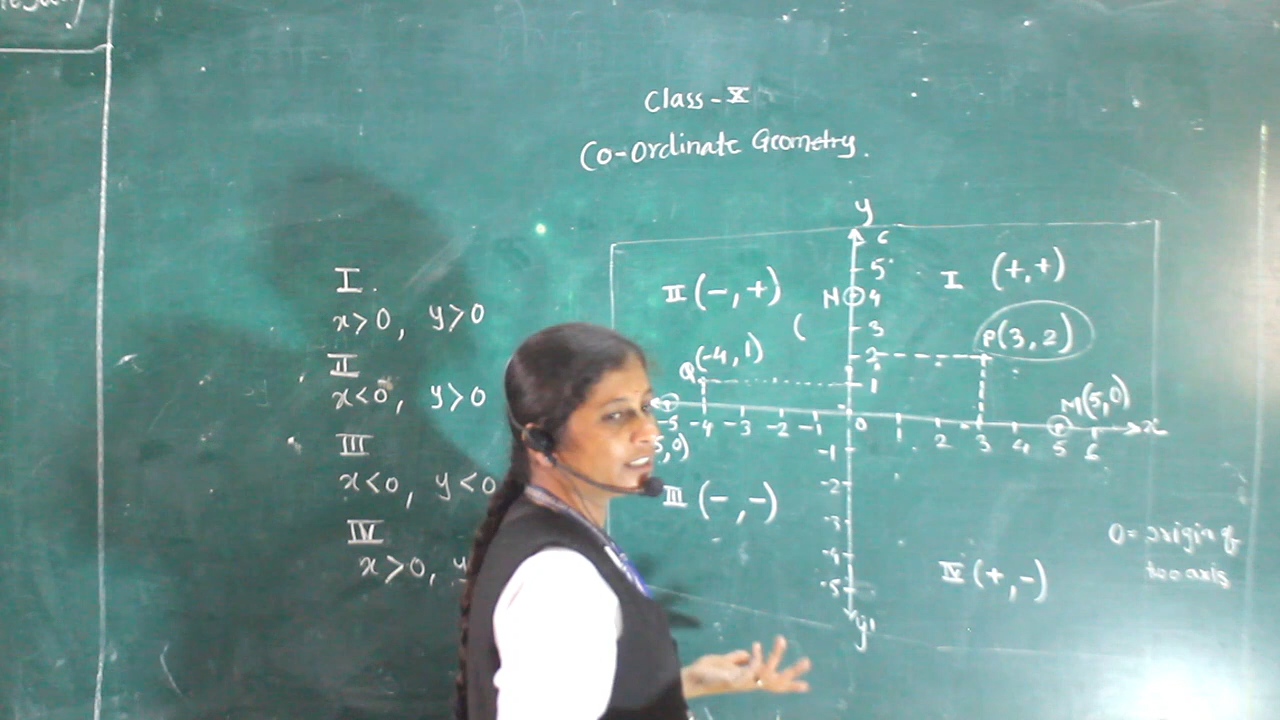 Class - X
Co-Ordinate Geometry.
I.
x>0, y>0
II
x<0, y>0
III
x<0, y<0
IV
x>0, y
y
6
5
N 4
3
2
1
II (-, +)
I (+, +)
(
P(3, 2)
Q(-4, 1)
M(5, 0)
-5 -4 -3 -2 -1 0 1 2 3 4 5 6 x
5, 0)
-1
-2
-3
-4
-5
y'
III (-, -)
IV (+, -)
0 = origin of
axis